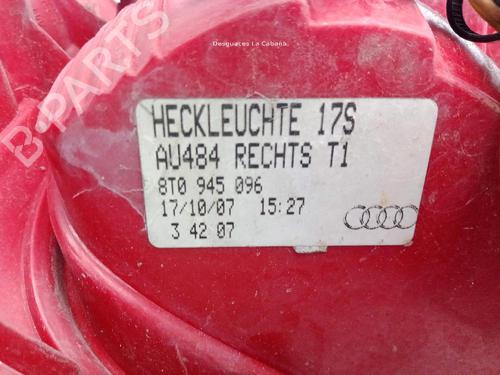 Desguaces La Cabaña
B-PARTS
HECKLEUCHTE 17S
AU484 RECHTS T1
8T0 945 096
17/10/07 15:27
3 42 07